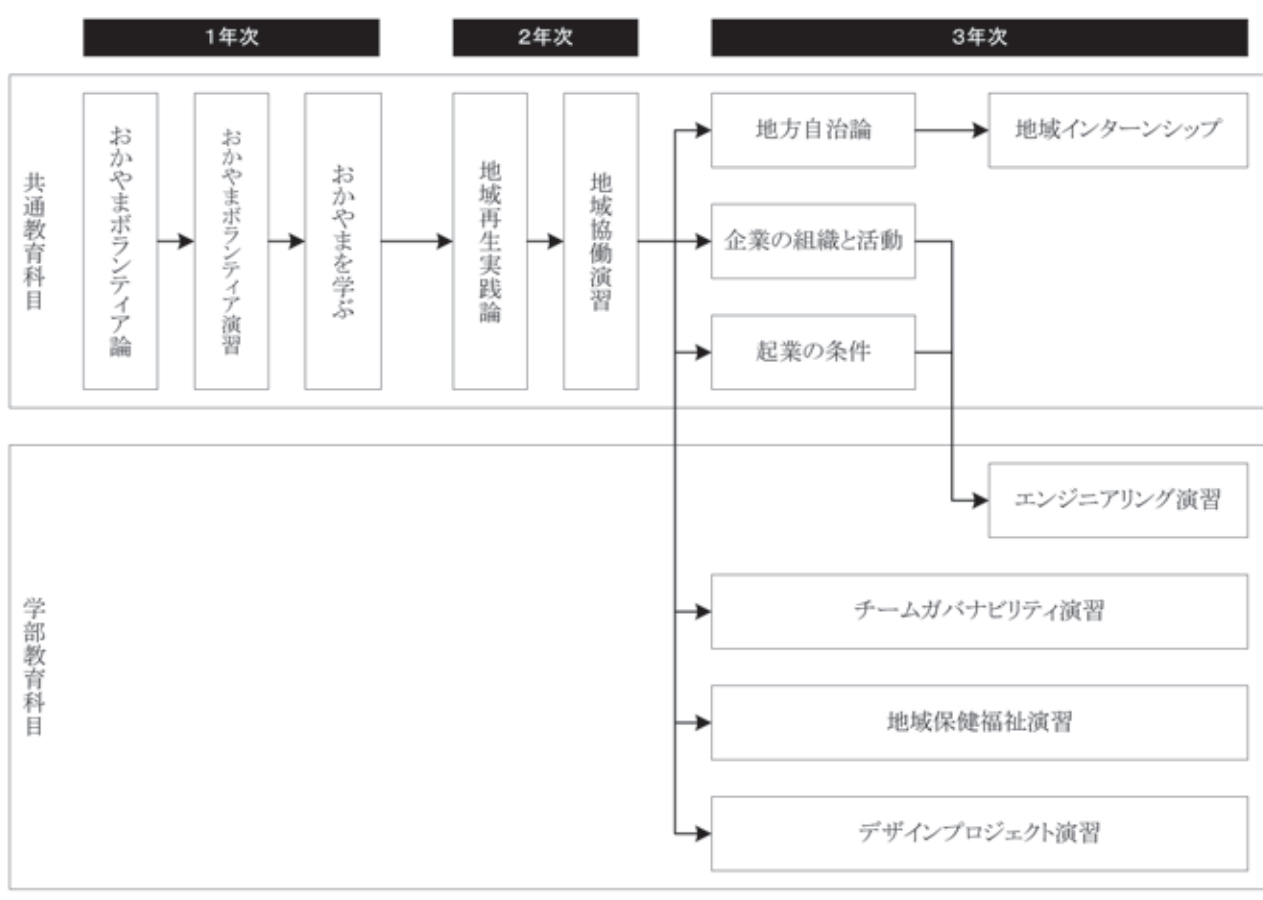 1年次
2年次
3年次
共通教育科目
おかやまボランティア論
おかやまボランティア演習
おかやまを学ぶ
地域再生実践論
地域協働演習
地方自治論
地域インターンシップ
企業の組織と活動
起業の条件
学部教育科目
エンジニアリング演習
チームガバナビリティ演習
地域保健福祉演習
デザインプロジェクト演習